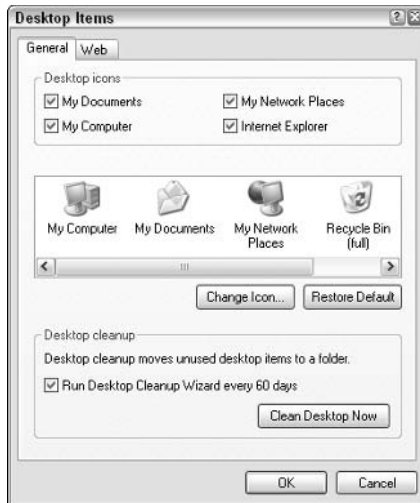 Desktop Items
General Web
Desktop icons
My Documents My Network Places
My Computer Internet Explorer
My Computer My Documents My Network Places Recycle Bin (full)
Change Icon... Restore Default
Desktop cleanup
Desktop cleanup moves unused desktop items to a folder.
Run Desktop Cleanup Wizard every 60 days
Clean Desktop Now
OK Cancel